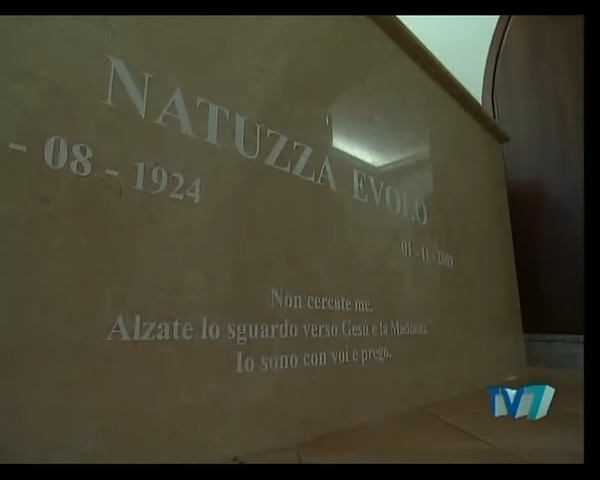 NATUZZA EVOLO
- 08 - 1924
01 - 11 - 2009
Non cercate me.
Alzate lo sguardo verso Gesù e la Madonna
Io sono con voi e prego.
TV7